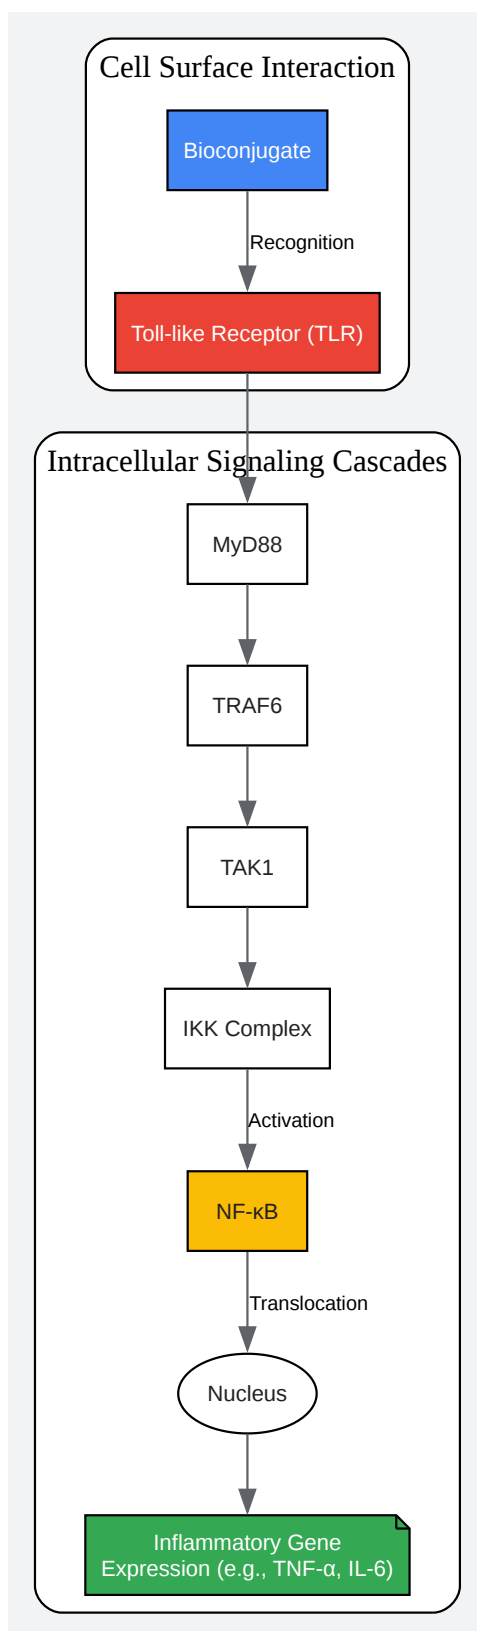 Cell Surface Interaction
Bioconjugate
Recognition
Toll-like Receptor (TLR)
Intracellular Signaling Cascades
MyD88
TRAF6
TAK1
IKK Complex
Activation
NF-κB
Translocation
Nucleus
Inflammatory Gene
Expression (e.g., TNF-α, IL-6)